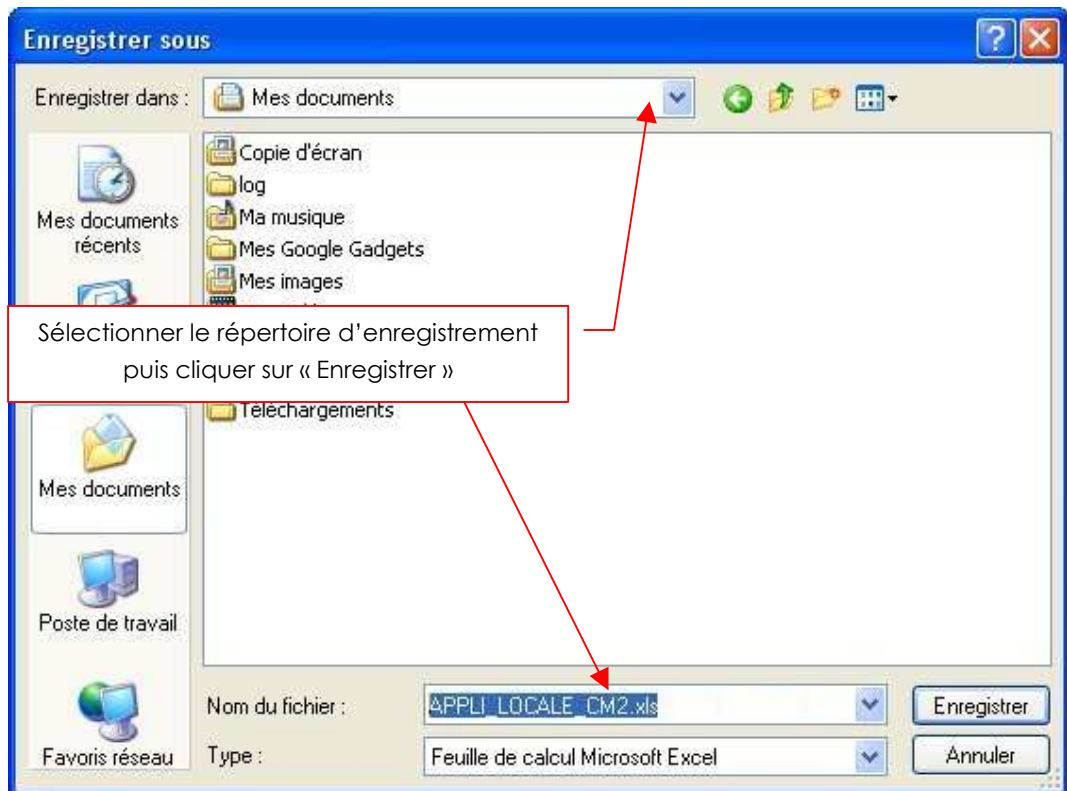 Enregistrer sous
Enregistrer dans :
Mes documents
Copie d'écran
log
Ma musique
Mes Google Gadgets
Mes images
Téléchargements
Mes documents
récents
Sélectionner le répertoire d'enregistrement
puis cliquer sur « Enregistrer »
Mes documents
Poste de travail
Favoris réseau
Nom du fichier :
APPLI_LOCALE_CM2.xls
Enregistrer
Type :
Feuille de calcul Microsoft Excel
Annuler